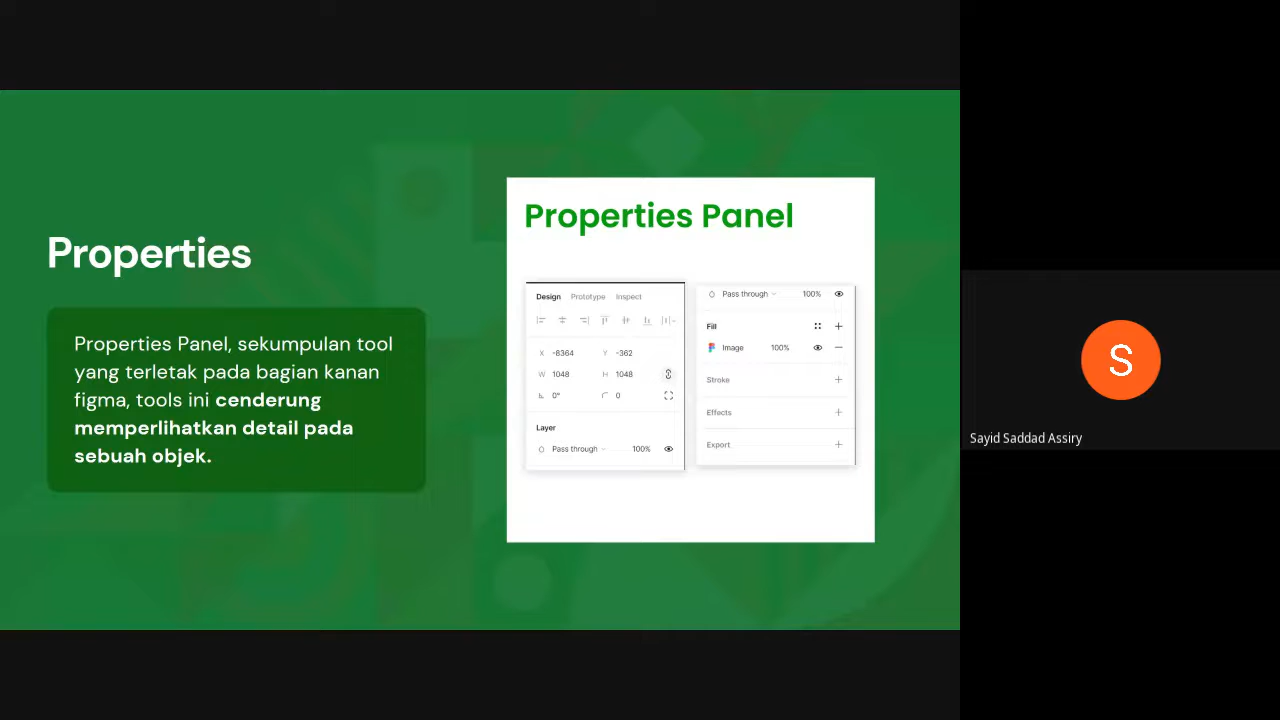 Properties
Properties Panel, sekumpulan tool
yang terletak pada bagian kanan
figma, tools ini cenderung
memperlihatkan detail pada
sebuah objek.
Properties Panel
Design Prototype Inspect
X -8364 Y -362
W 1048 H 1048
0° 0
Layer
Pass through 100%
Pass through 100%
Fill
Image 100%
Stroke
Effects
Export
S
Sayid Saddad Assiry